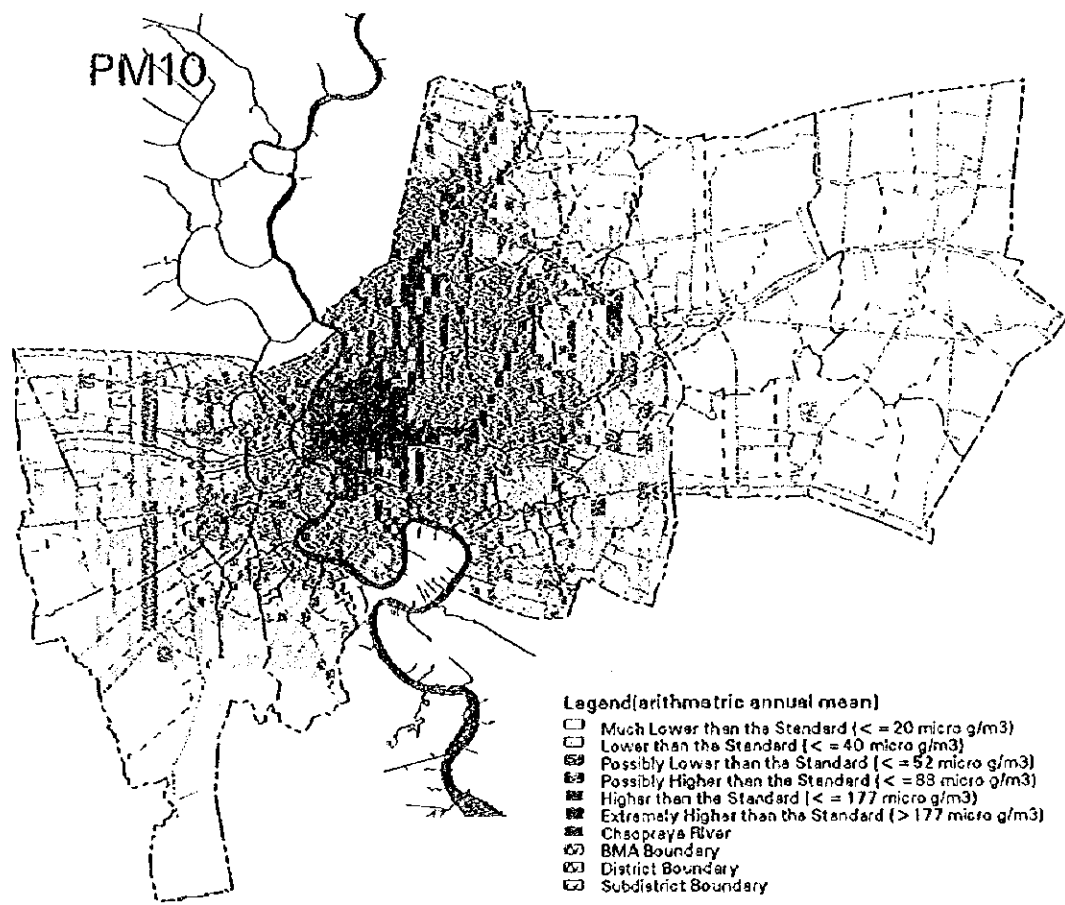 PM10
Legend(arithmatric annual mean)
Much Lower than the Standard (< = 20 micro g/m3)
Lower than the Standard (< = 40 micro g/m3)
Possibly Lower than the Standard (< = 52 micro g/m3)
Possibly Higher than the Standard (< = 88 micro g/m3)
Higher than the Standard (< = 177 micro g/m3)
Extremely Higher than the Standard (> 177 micro g/m3)
Chaopraya River
BMA Boundary
District Boundary
Subdistrict Boundary